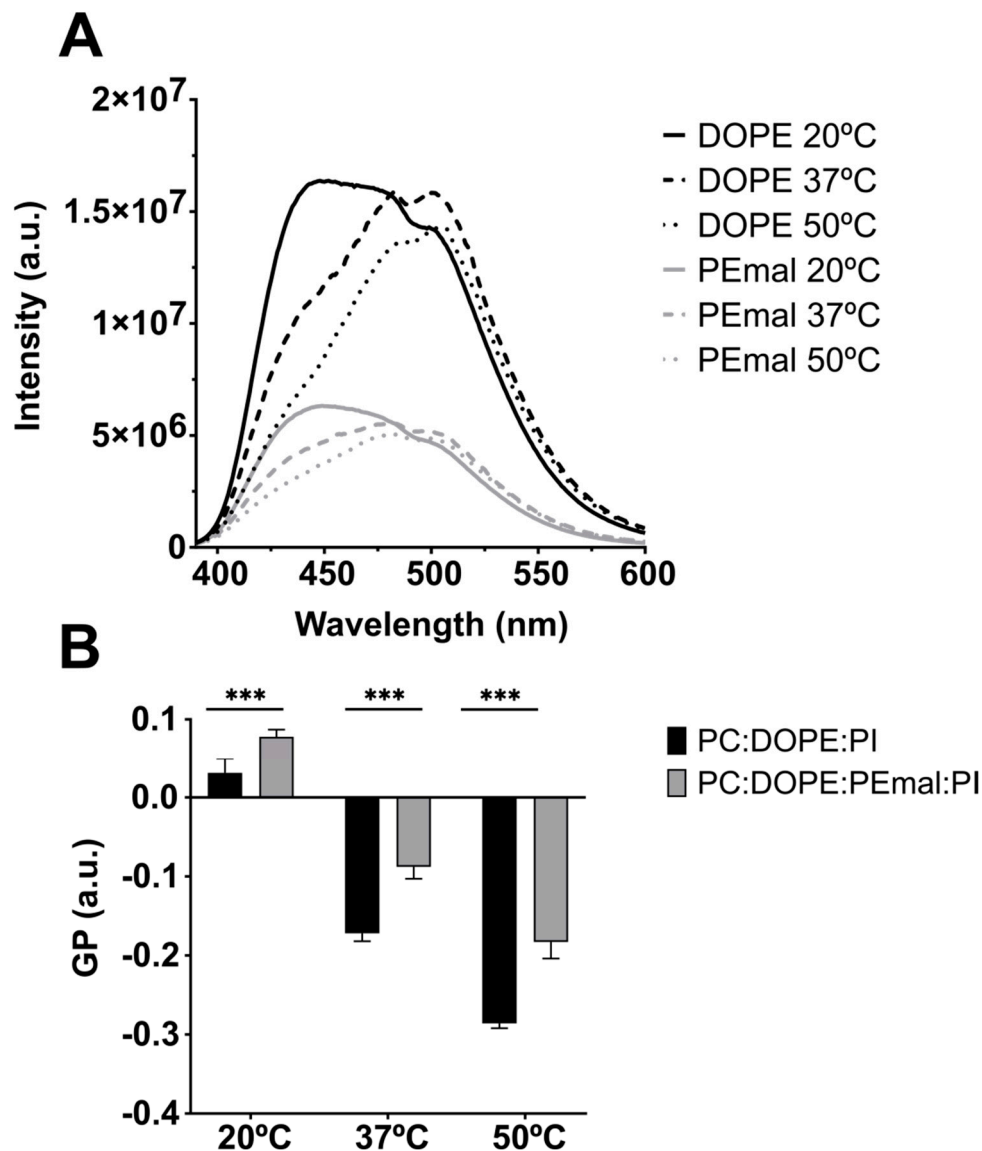 A
2×10⁷
1.5×10⁷
1×10⁷
5×10⁶
0
Intensity (a.u.)
400 450 500 550 600
Wavelength (nm)
DOPE 20ºC
DOPE 37ºC
DOPE 50ºC
PEmal 20ºC
PEmal 37ºC
PEmal 50ºC
B
*** *** ***
0.1
0.0
-0.1
-0.2
-0.3
-0.4
GP (a.u.)
20ºC 37ºC 50ºC
PC:DOPE:PI
PC:DOPE:PEmal:PI